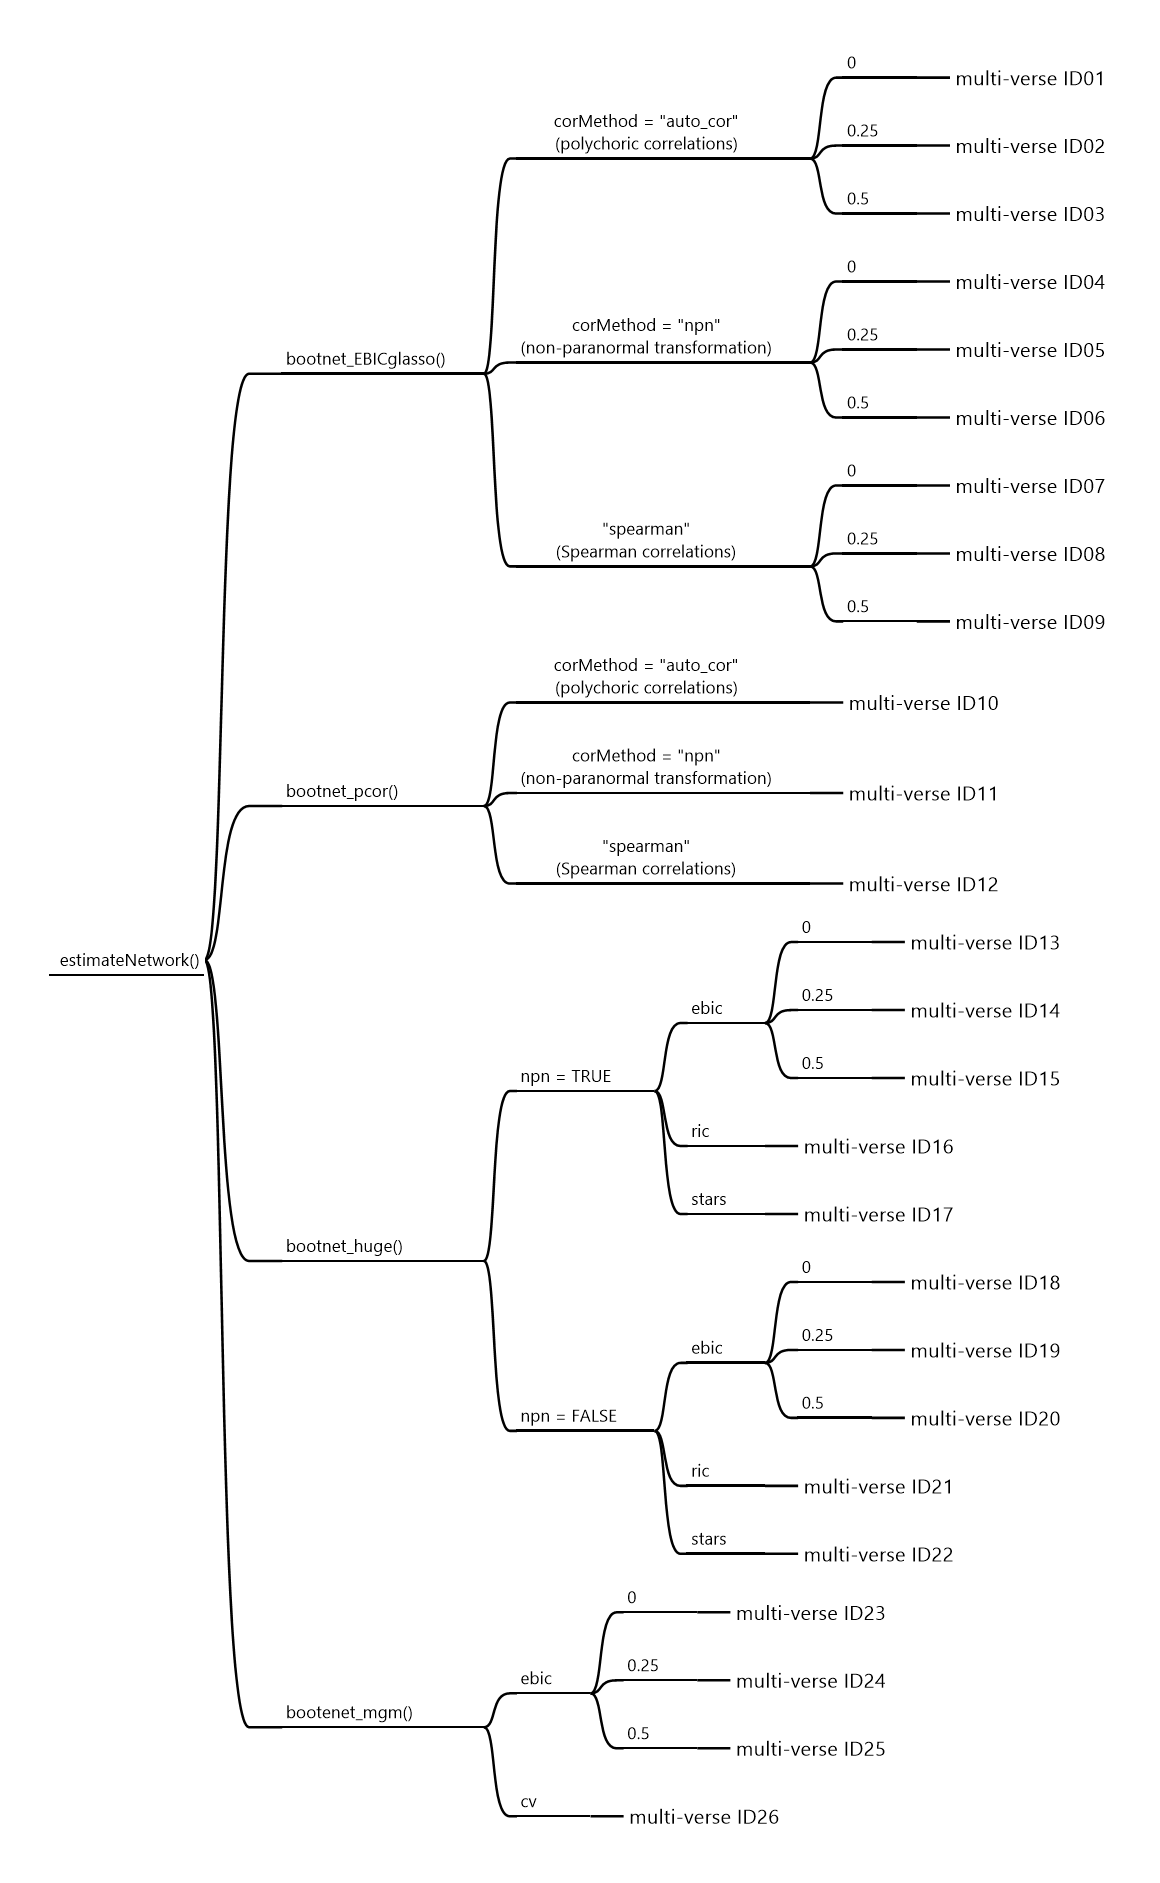 estimateNetwork()
bootnet_EBICglasso()
corMethod = "auto_cor"
(polychoric correlations)
0
multi-verse ID01
0.25
multi-verse ID02
0.5
multi-verse ID03
corMethod = "npn"
(non-paranormal transformation)
0
multi-verse ID04
0.25
multi-verse ID05
0.5
multi-verse ID06
"spearman"
(Spearman correlations)
0
multi-verse ID07
0.25
multi-verse ID08
0.5
multi-verse ID09
bootnet_pcor()
corMethod = "auto_cor"
(polychoric correlations)
multi-verse ID10
corMethod = "npn"
(non-paranormal transformation)
multi-verse ID11
"spearman"
(Spearman correlations)
multi-verse ID12
bootnet_huge()
npn = TRUE
ebic
0
multi-verse ID13
0.25
multi-verse ID14
0.5
multi-verse ID15
ric
multi-verse ID16
stars
multi-verse ID17
npn = FALSE
ebic
0
multi-verse ID18
0.25
multi-verse ID19
0.5
multi-verse ID20
ric
multi-verse ID21
stars
multi-verse ID22
bootenet_mgm()
ebic
0
multi-verse ID23
0.25
multi-verse ID24
0.5
multi-verse ID25
cv
multi-verse ID26